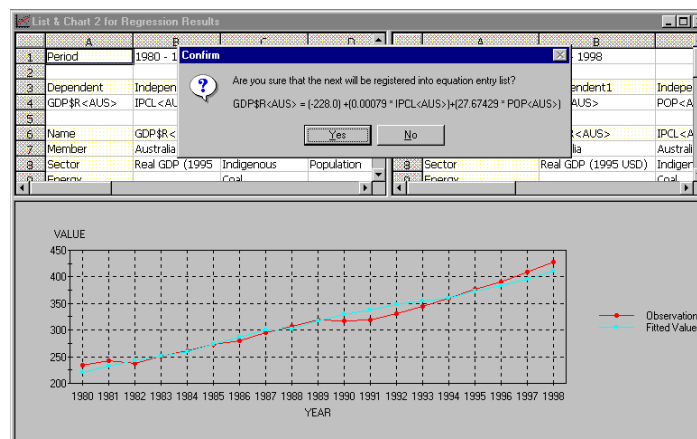 List & Chart 2 for Regression Results
A B C D A B
1 Period 1980 - 1 - 1998
2
3 Dependent Indepen dependent1 Indepe
4 GDP$R<AUS> IPCL<AU AUS> POP<A
5
6 Name GDP$R< <AUS> IPCL<A
7 Member Australia lia Australi
8 Sector Real GDP (1995 Indigenous Population 8 Sector Real GDP (1995 USD) Indigen
9 Energy Coal 9 Energy
Confirm
Are you sure that the next will be registered into equation entry list?
GDP$R<AUS> = (-228.0) +(0.00079 * IPCL<AUS>)+(27.67429 * POP<AUS>)
Yes No
VALUE
450
400
350
300
250
200
1980 1981 1982 1983 1984 1985 1986 1987 1988 1989 1990 1991 1992 1993 1994 1995 1996 1997 1998
YEAR
Observation
Fitted Value